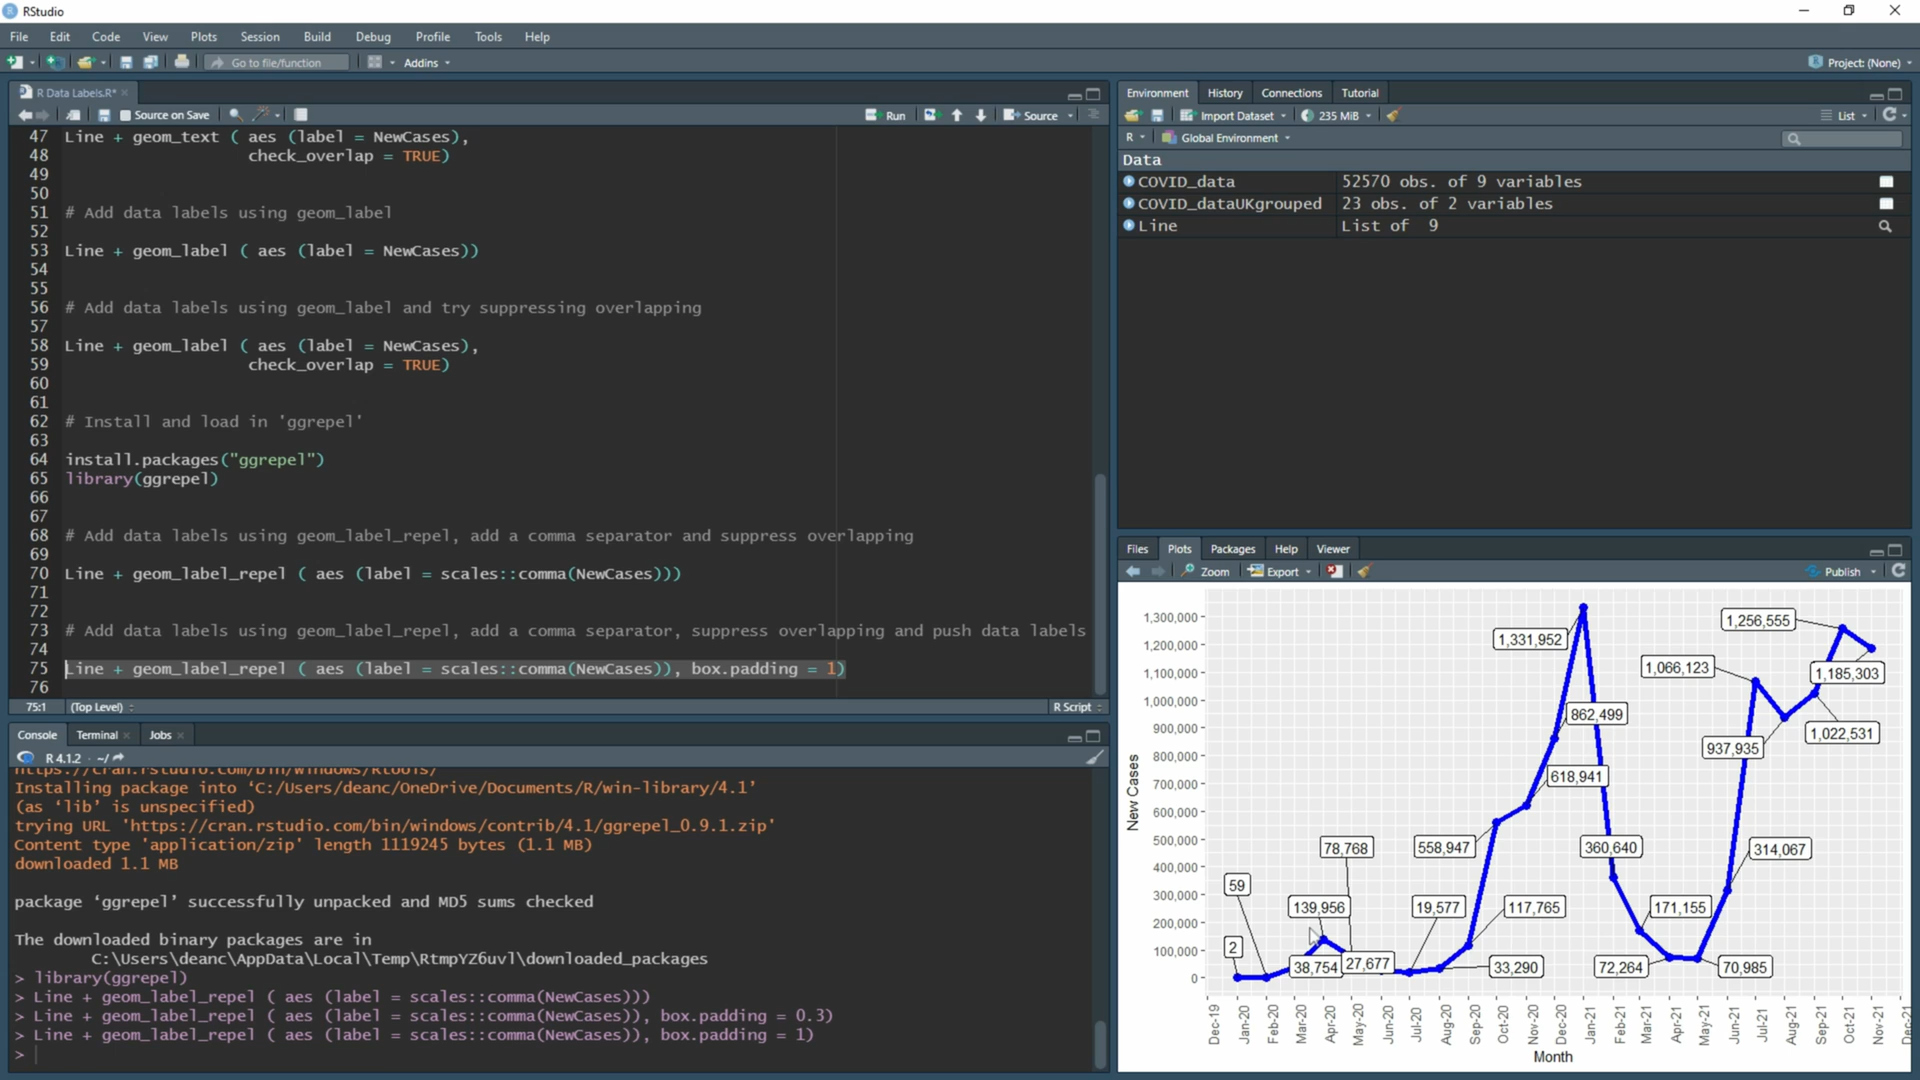 RStudio
File Edit Code View Plots Session Build Debug Profile Tools Help
Go to file/function Addins Project: (None)
R Data Labels.R*
Source on Save Run Source
47 Line + geom_text ( aes (label = NewCases),
48 check_overlap = TRUE)
49
50
51 # Add data labels using geom_label
52
53 Line + geom_label ( aes (label = NewCases))
54
55
56 # Add data labels using geom_label and try suppressing overlapping
57
58 Line + geom_label ( aes (label = NewCases),
59 check_overlap = TRUE)
60
61
62 # Install and load in 'ggrepel'
63
64 install.packages("ggrepel")
65 library(ggrepel)
66
67
68 # Add data labels using geom_label_repel, add a comma separator and suppress overlapping
69
70 Line + geom_label_repel ( aes (label = scales::comma(NewCases)))
71
72
73 # Add data labels using geom_label_repel, add a comma separator, suppress overlapping and push data labels
74
75 Line + geom_label_repel ( aes (label = scales::comma(NewCases)), box.padding = 1)
76
75:1 (Top Level) R Script
Console Terminal Jobs
R 4.1.2 · ~/
https://cran.rstudio.com/bin/windows/Rtools/
Installing package into ‘C:/Users/deanc/OneDrive/Documents/R/win-library/4.1’
(as ‘lib’ is unspecified)
trying URL 'https://cran.rstudio.com/bin/windows/contrib/4.1/ggrepel_0.9.1.zip'
Content type 'application/zip' length 1119245 bytes (1.1 MB)
downloaded 1.1 MB
package ‘ggrepel’ successfully unpacked and MD5 sums checked
The downloaded binary packages are in
C:\Users\deanc\AppData\Local\Temp\RtmpYZ6uvl\downloaded_packages
> library(ggrepel)
> Line + geom_label_repel ( aes (label = scales::comma(NewCases)))
> Line + geom_label_repel ( aes (label = scales::comma(NewCases)), box.padding = 0.3)
> Line + geom_label_repel ( aes (label = scales::comma(NewCases)), box.padding = 1)
>
Environment History Connections Tutorial
Import Dataset 235 MiB List
R Global Environment
Data
COVID_data 52570 obs. of 9 variables
COVID_dataUKgrouped 23 obs. of 2 variables
Line List of 9
Files Plots Packages Help Viewer
Zoom Export Publish
New Cases
1,300,000
1,200,000
1,100,000
1,000,000
900,000
800,000
700,000
600,000
500,000
400,000
300,000
200,000
100,000
0
1,256,555
1,331,952
1,066,123
1,185,303
862,499
1,022,531
937,935
618,941
78,768
558,947
360,640
314,067
59
139,956
19,577
117,765
171,155
2
38,754
27,677
33,290
72,264
70,985
Dec-19 Jan-20 Feb-20 Mar-20 Apr-20 May-20 Jun-20 Jul-20 Aug-20 Sep-20 Oct-20 Nov-20 Dec-20 Jan-21 Feb-21 Mar-21 Apr-21 May-21 Jun-21 Jul-21 Aug-21 Sep-21 Oct-21 Nov-21 Dec-21
Month